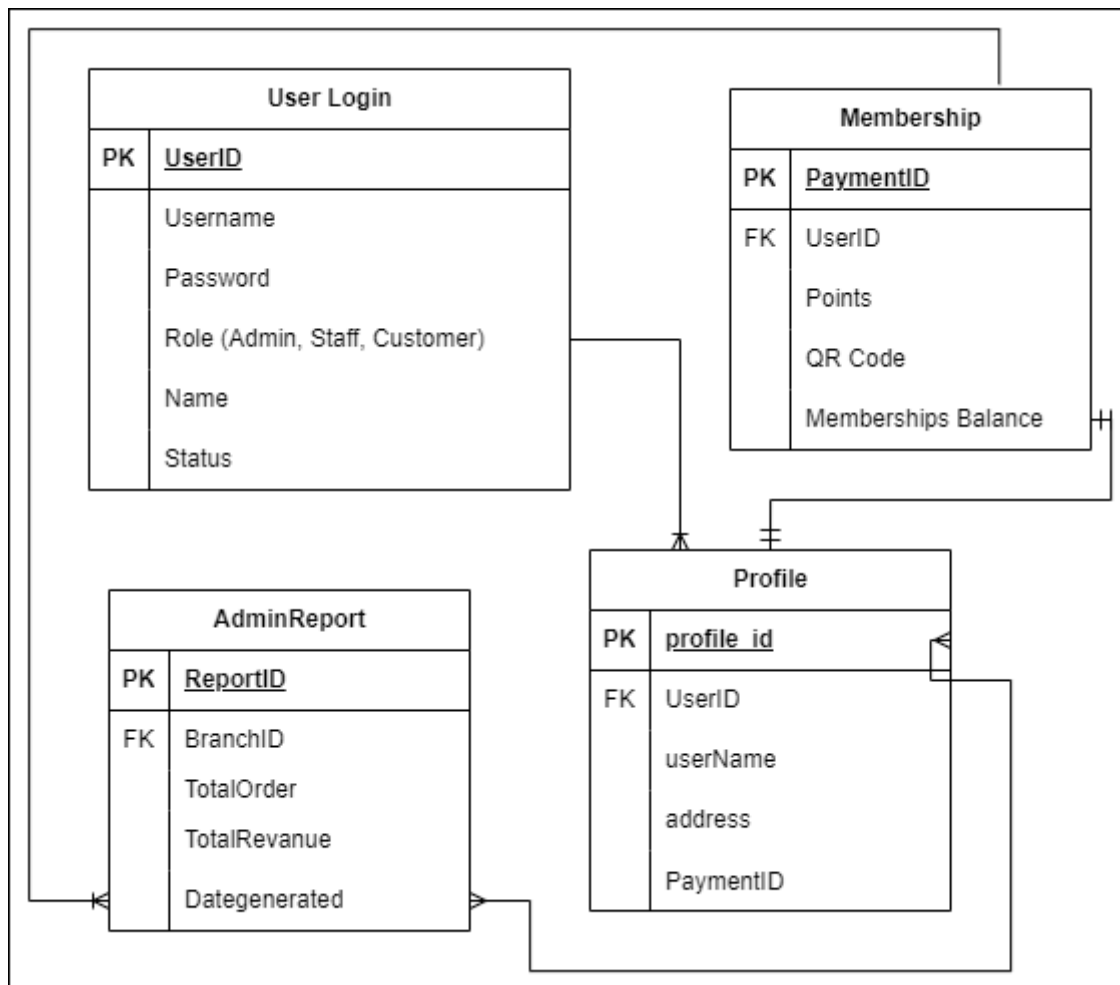 User Login
PK UserID
Username
Password
Role (Admin, Staff, Customer)
Name
Status
Membership
PK PaymentID
FK UserID
Points
QR Code
Memberships Balance
AdminReport
PK ReportID
FK BranchID
TotalOrder
TotalRevanue
Dategenerated
Profile
PK profile_id
FK UserID
userName
address
PaymentID